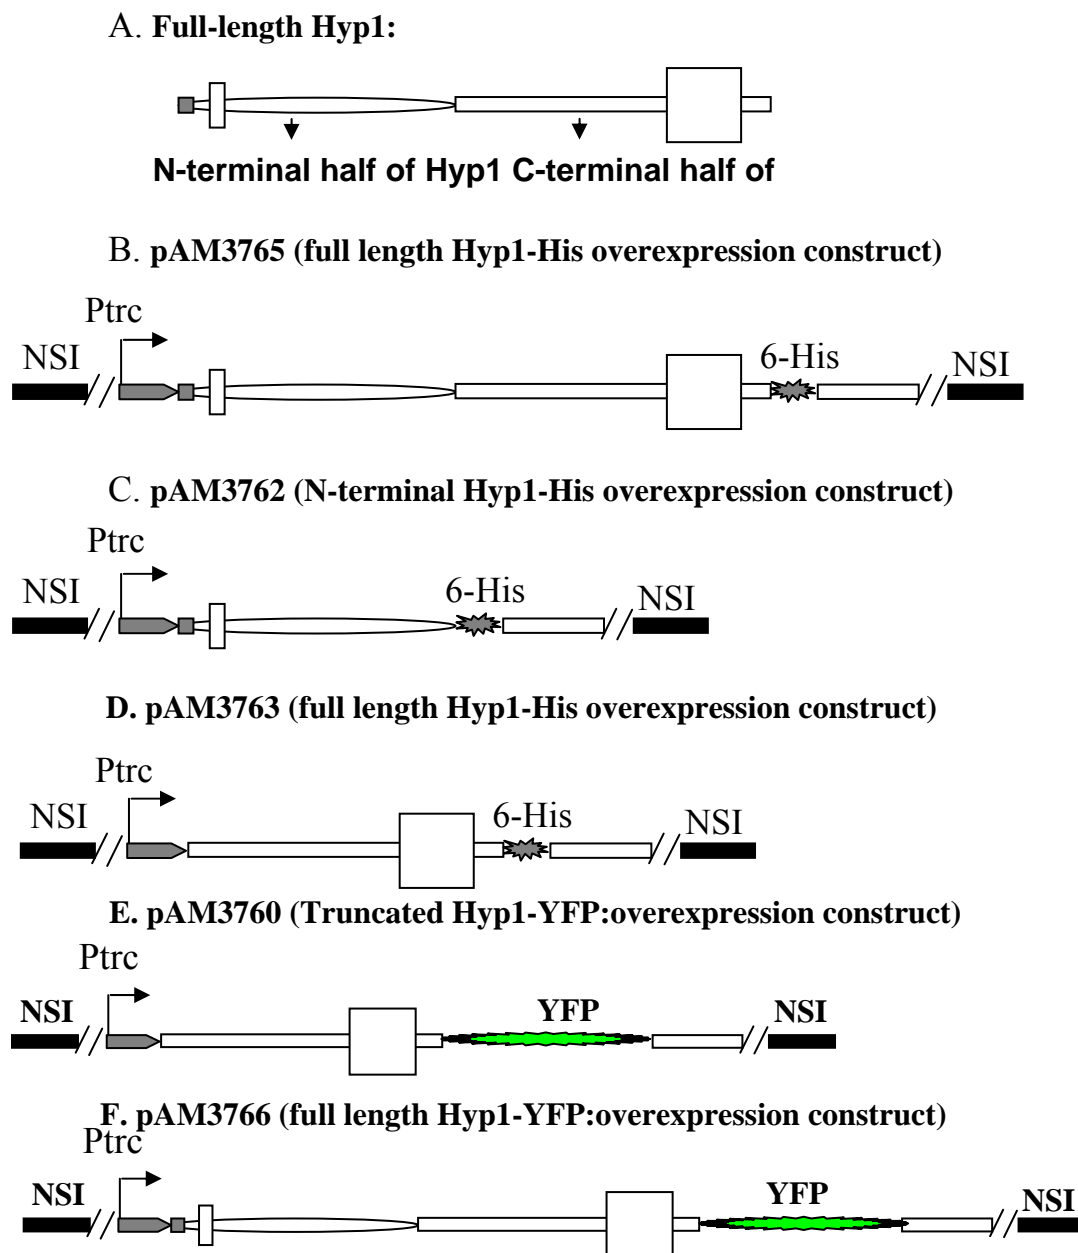 A. Full-length Hyp1:
N-terminal half of Hyp1 C-terminal half of
B. pAM3765 (full length Hyp1-His overexpression construct)
Ptrc
NSI
6-His
NSI
C. pAM3762 (N-terminal Hyp1-His overexpression construct)
Ptrc
NSI
6-His
NSI
D. pAM3763 (full length Hyp1-His overexpression construct)
Ptrc
NSI
6-His
NSI
E. pAM3760 (Truncated Hyp1-YFP:overexpression construct)
Ptrc
NSI
YFP
NSI
F. pAM3766 (full length Hyp1-YFP:overexpression construct)
Ptrc
NSI
YFP
NSI